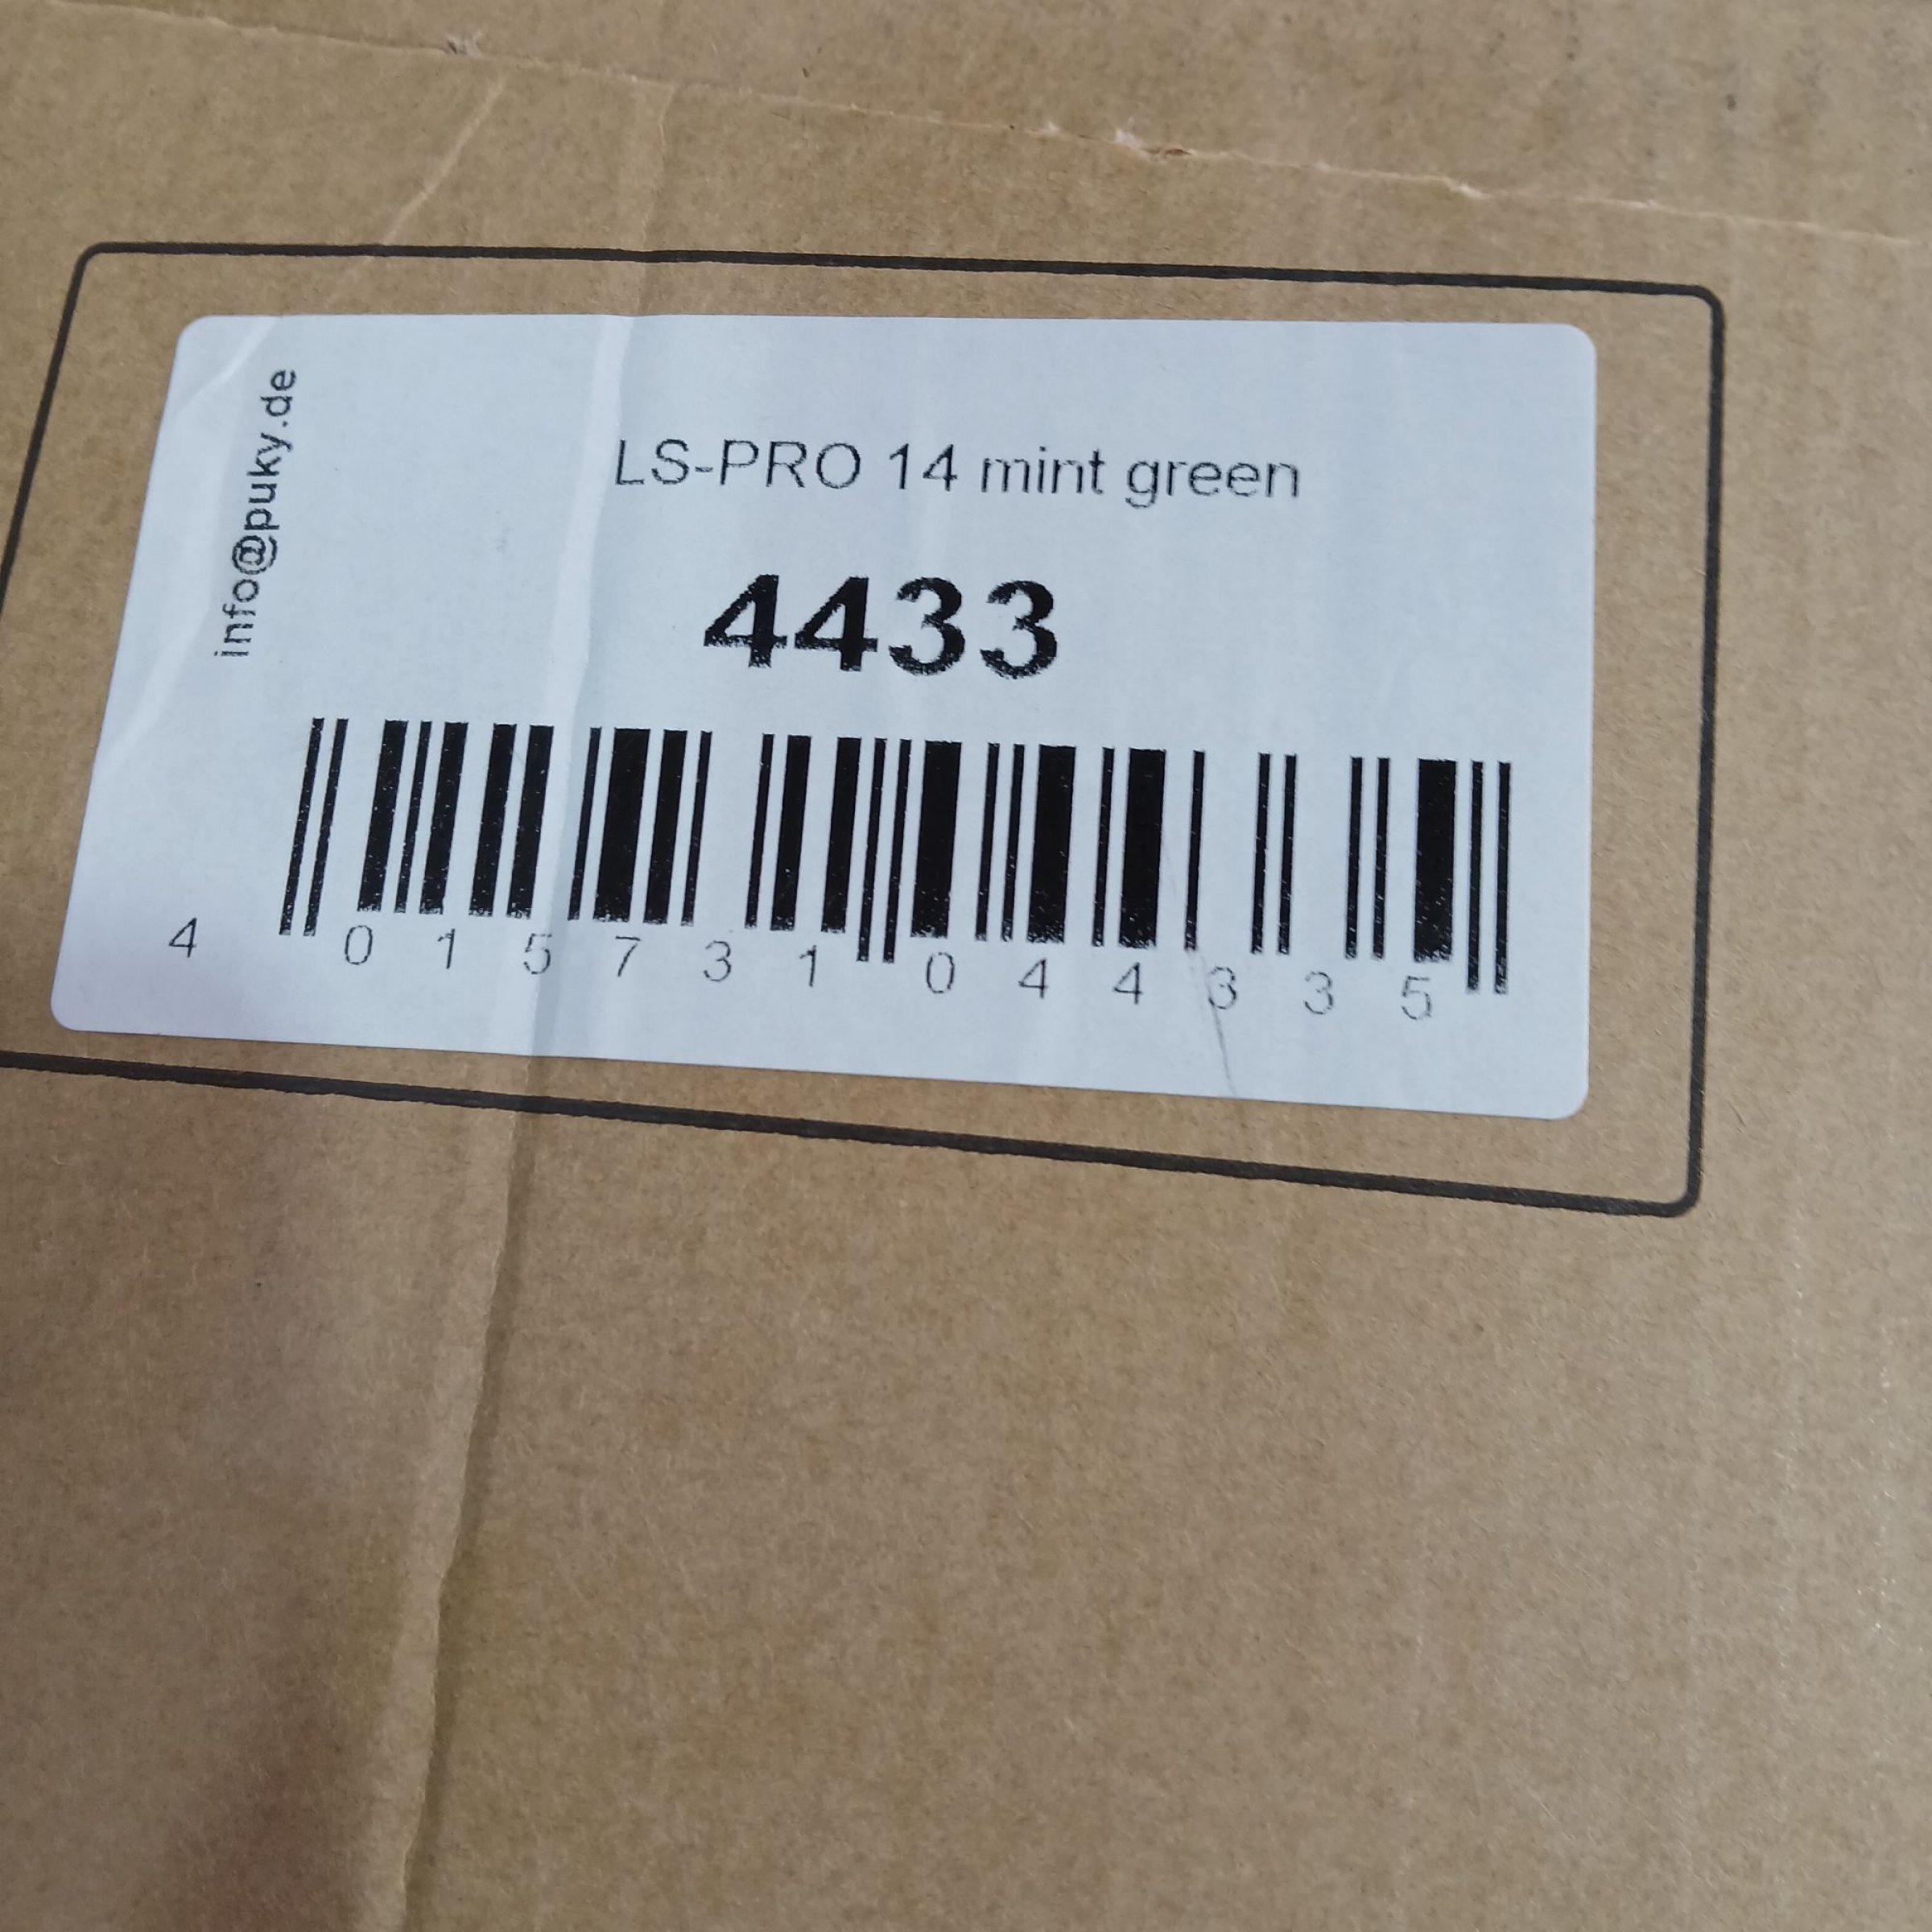 info@puky.de
LS-PRO 14 mint green
4433
4 015731 044335